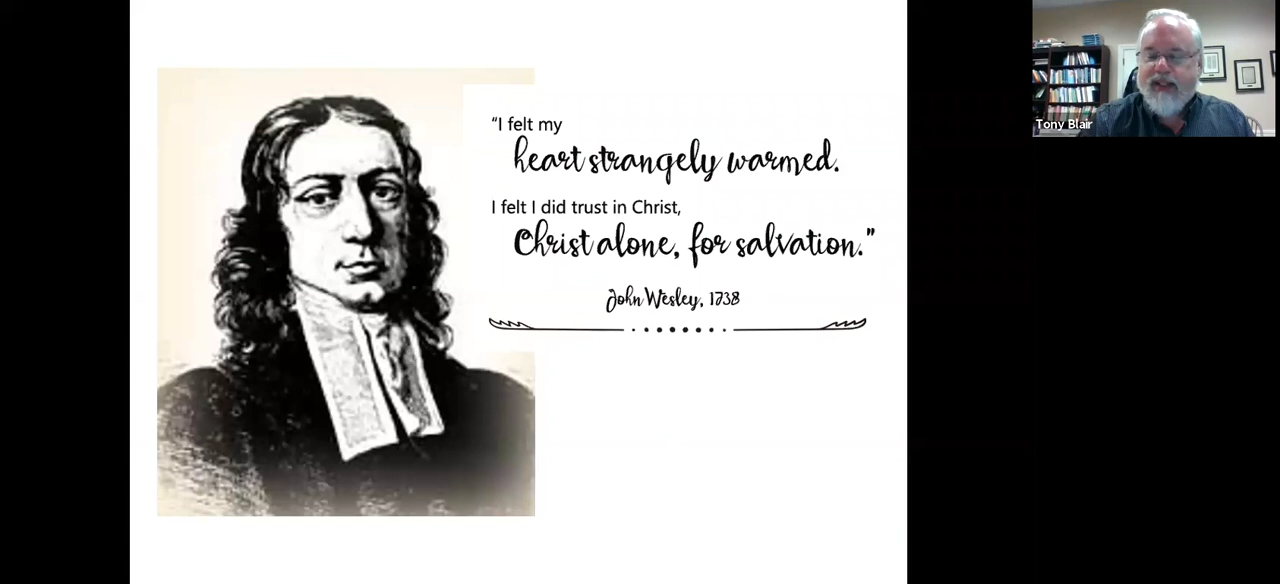 “I felt my
heart strangely warmed.
I felt I did trust in Christ,
Christ alone, for salvation.”
John Wesley, 1738
Tony Blair